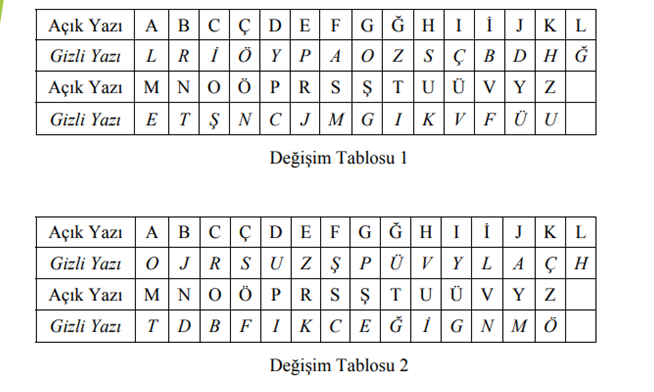 Açık Yazı A B C Ç D E F G Ğ H I İ J K L
Gizli Yazı L R İ Ö Y P A O Z S Ç B D H Ğ
Açık Yazı M N O Ö P R S Ş T U Ü V Y Z
Gizli Yazı E T Ş N C J M G I K V F Ü U
Değişim Tablosu 1
Açık Yazı A B C Ç D E F G Ğ H I İ J K L
Gizli Yazı O J R S U Z Ş P Ü V Y L A Ç H
Açık Yazı M N O Ö P R S Ş T U Ü V Y Z
Gizli Yazı T D B F I K C E Ğ İ G N M Ö
Değişim Tablosu 2